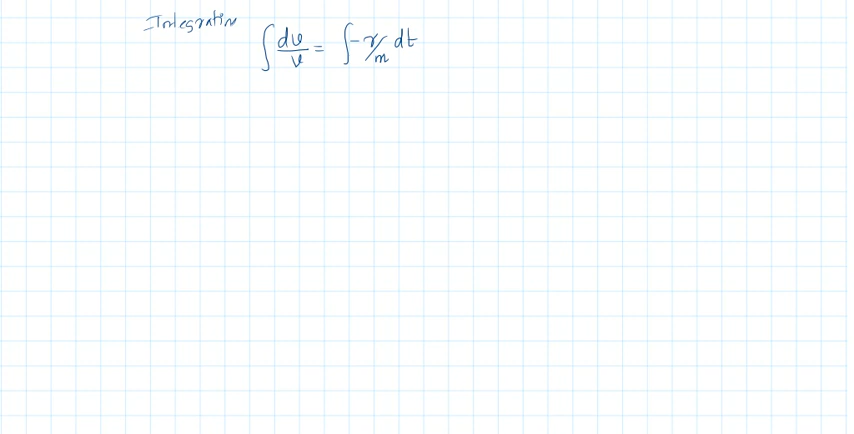 Integration ∫ dv/v = ∫ -r/m dt